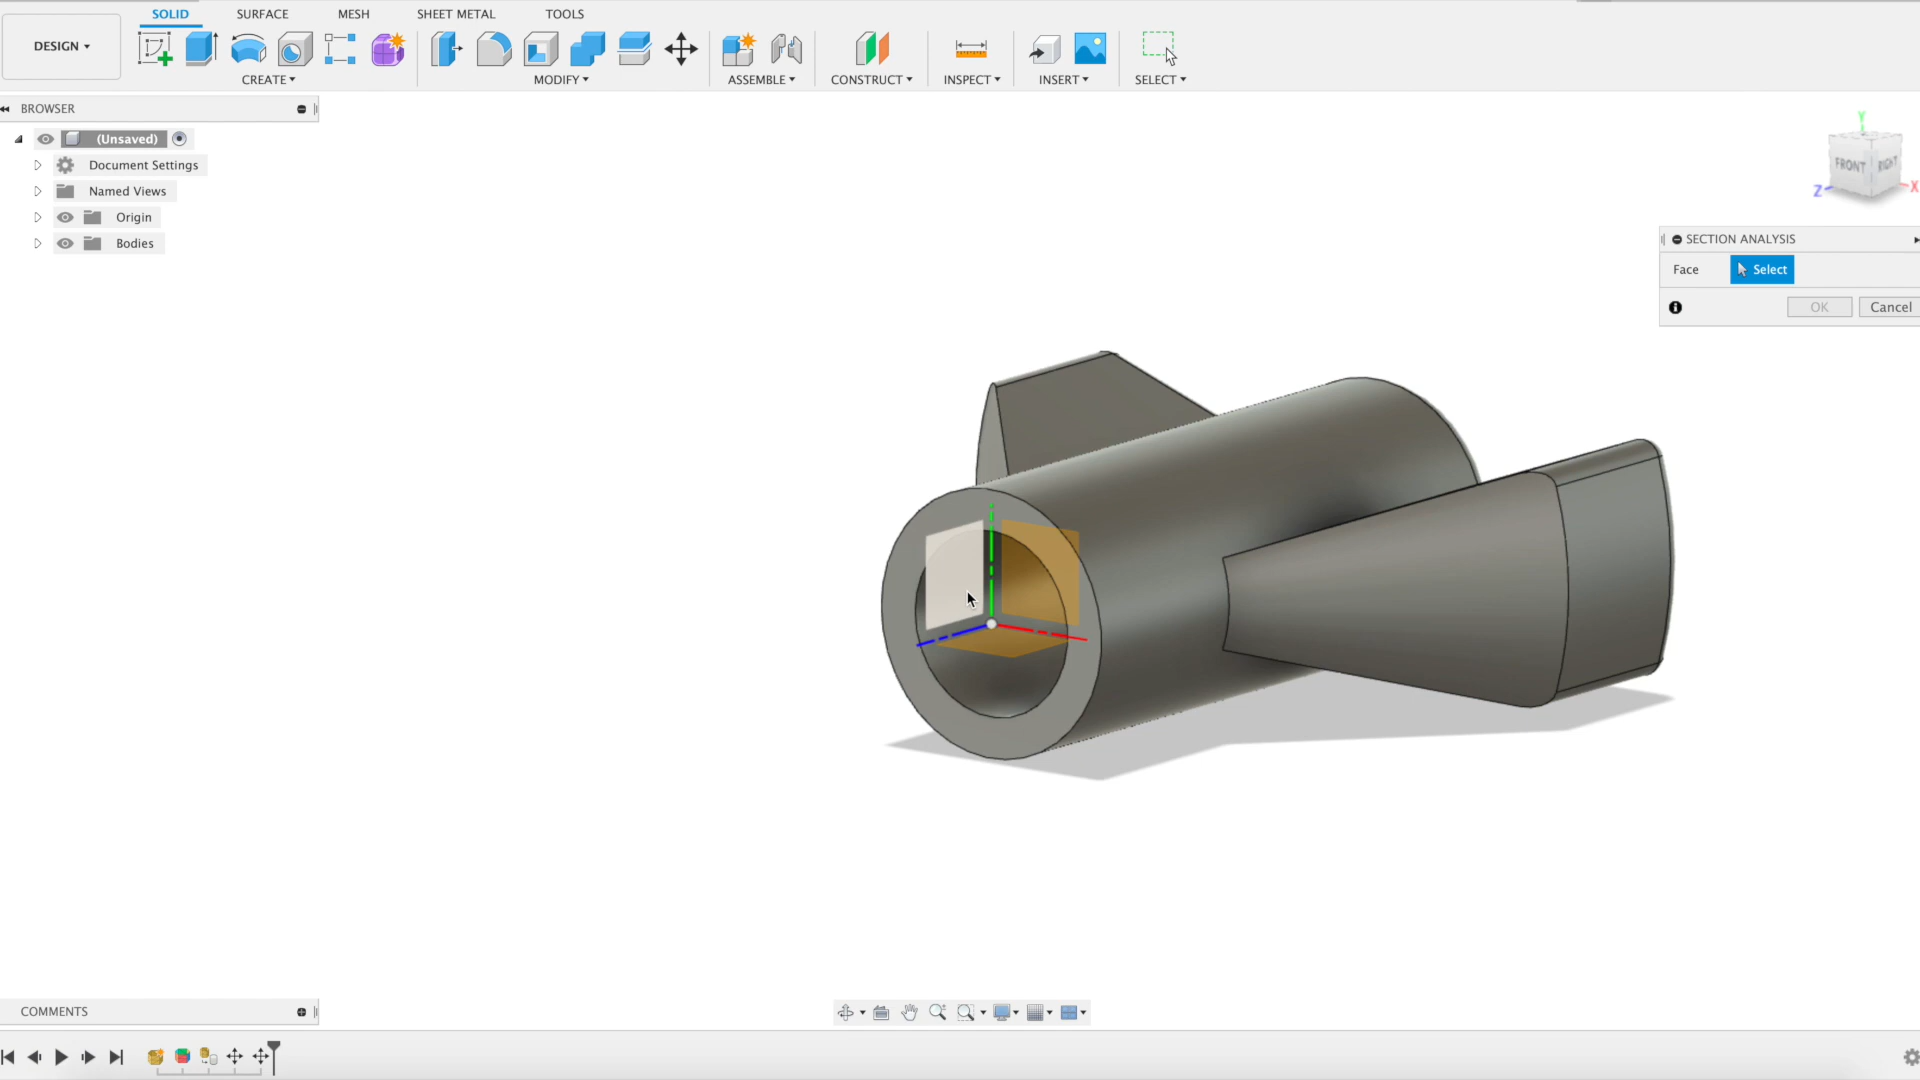 SOLID SURFACE MESH SHEET METAL TOOLS
DESIGN
CREATE MODIFY ASSEMBLE CONSTRUCT INSPECT INSERT SELECT
BROWSER
(Unsaved)
Document Settings
Named Views
Origin
Bodies
Y
FRONT RIGHT
Z X
SECTION ANALYSIS
Face Select
OK Cancel
COMMENTS